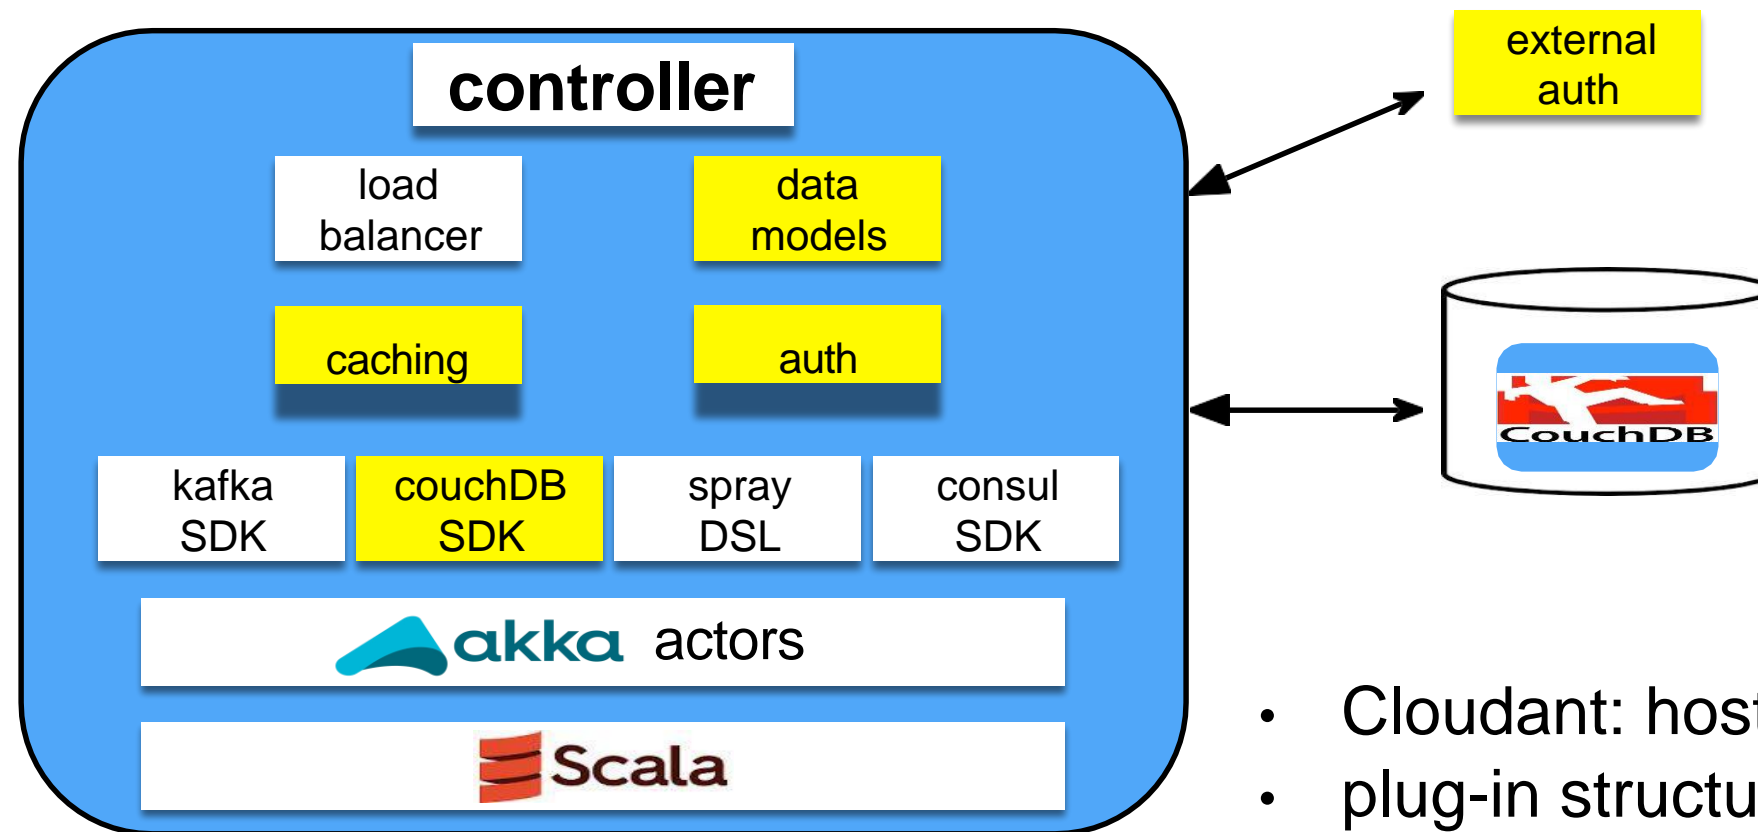 controller
external
auth
load
balancer
data
models
caching
auth
CouchDB
kafka
SDK
couchDB
SDK
spray
DSL
consul
SDK
akka actors
Scala
• Cloudant: host
• plug-in structu